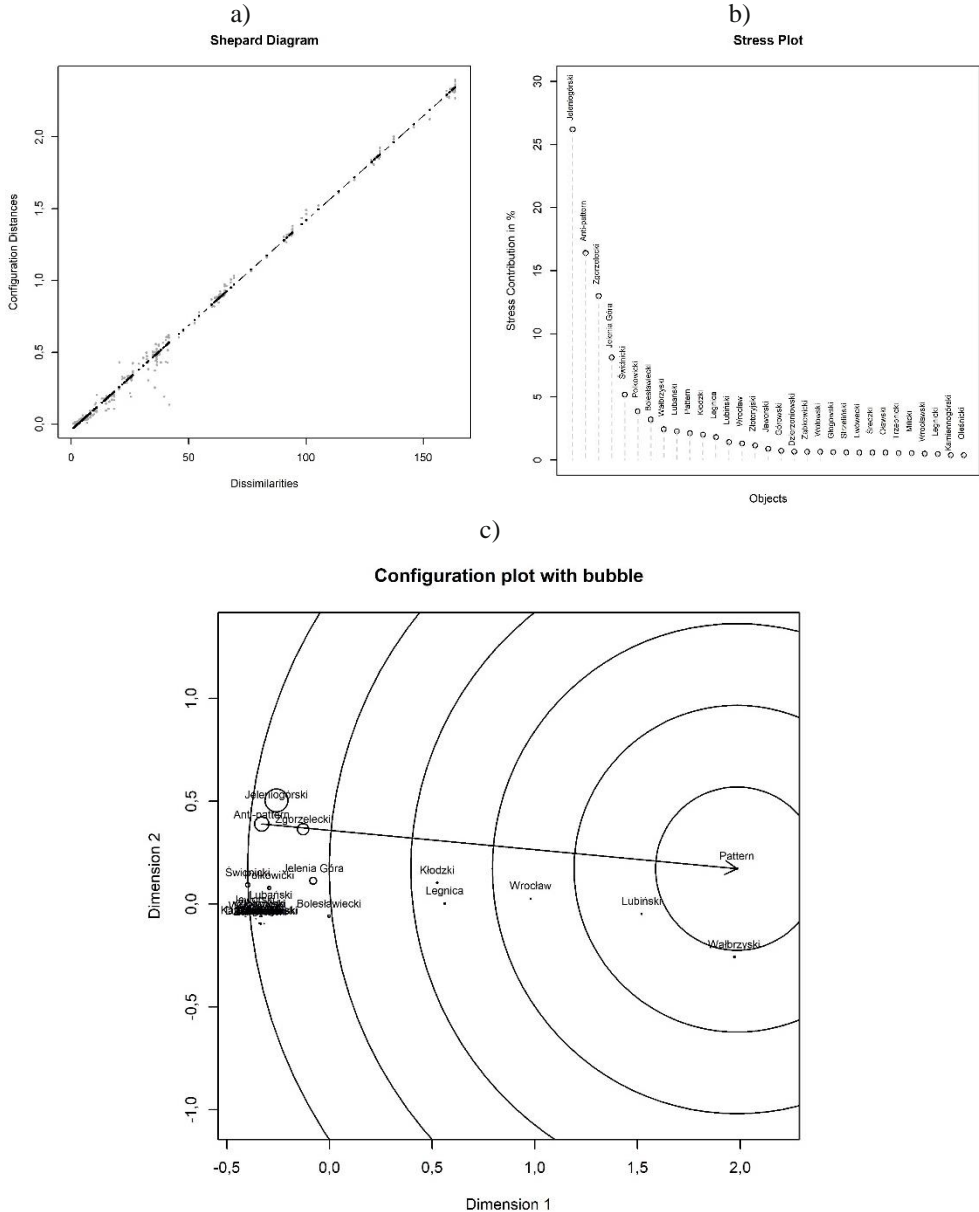 a)
Shepard Diagram
Configuration Distances
2.0
1.5
1.0
0.5
0.0
0
50
100
150
Dissimilarities
b)
Stress Plot
Stress Contribution in %
30
25
20
15
10
5
0
Jeleniogórski
Anti-pattern
Zgorzelecki
Jelenia Góra
Świdnicki
Polkowicki
Bolesławiecki
Wałbrzyski
Lubański
Pattern
Kłodzki
Legnica
Lubiński
Wrocław
Złotoryjski
Jaworski
Górowski
Dzierżoniowski
Ząbkowicki
Wołowski
Głogowski
Strzeliński
Lwówecki
Średzki
Oławski
Trzebnicki
Milicki
Wrocławski
Legnicki
Kamiennogórski
Oleśnicki
Objects
c)
Configuration plot with bubble
Dimension 2
1,0
0,5
0,0
-0,5
-1,0
Jeleniogórski
Anti-pattern
Zgorzelecki
Świdnicki
Polkowicki
Jelenia Góra
Lubański
Bolesławiecki
Kłodzki
Legnica
Wrocław
Lubiński
Pattern
Wałbrzyski
-0,5
0,0
0,5
1,0
1,5
2,0
Dimension 1